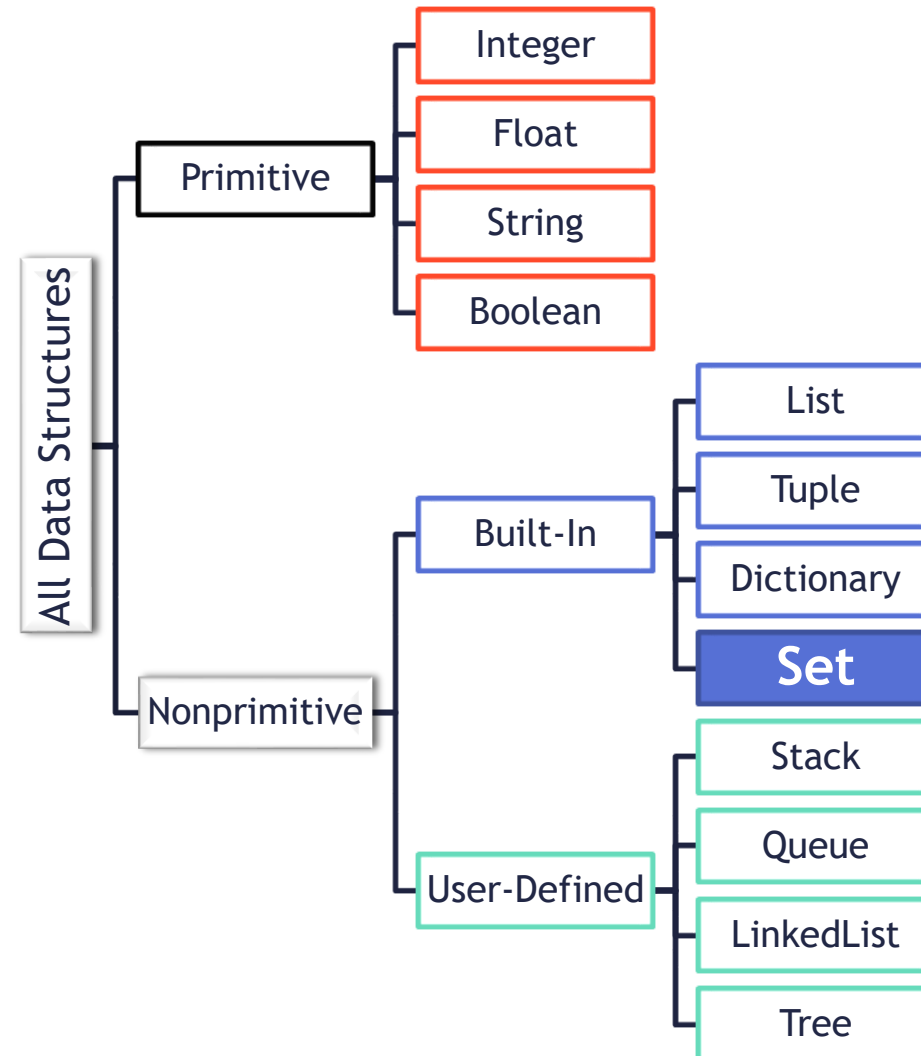 All Data Structures
Primitive
Integer
Float
String
Boolean
Nonprimitive
Built-In
List
Tuple
Dictionary
Set
User-Defined
Stack
Queue
LinkedList
Tree